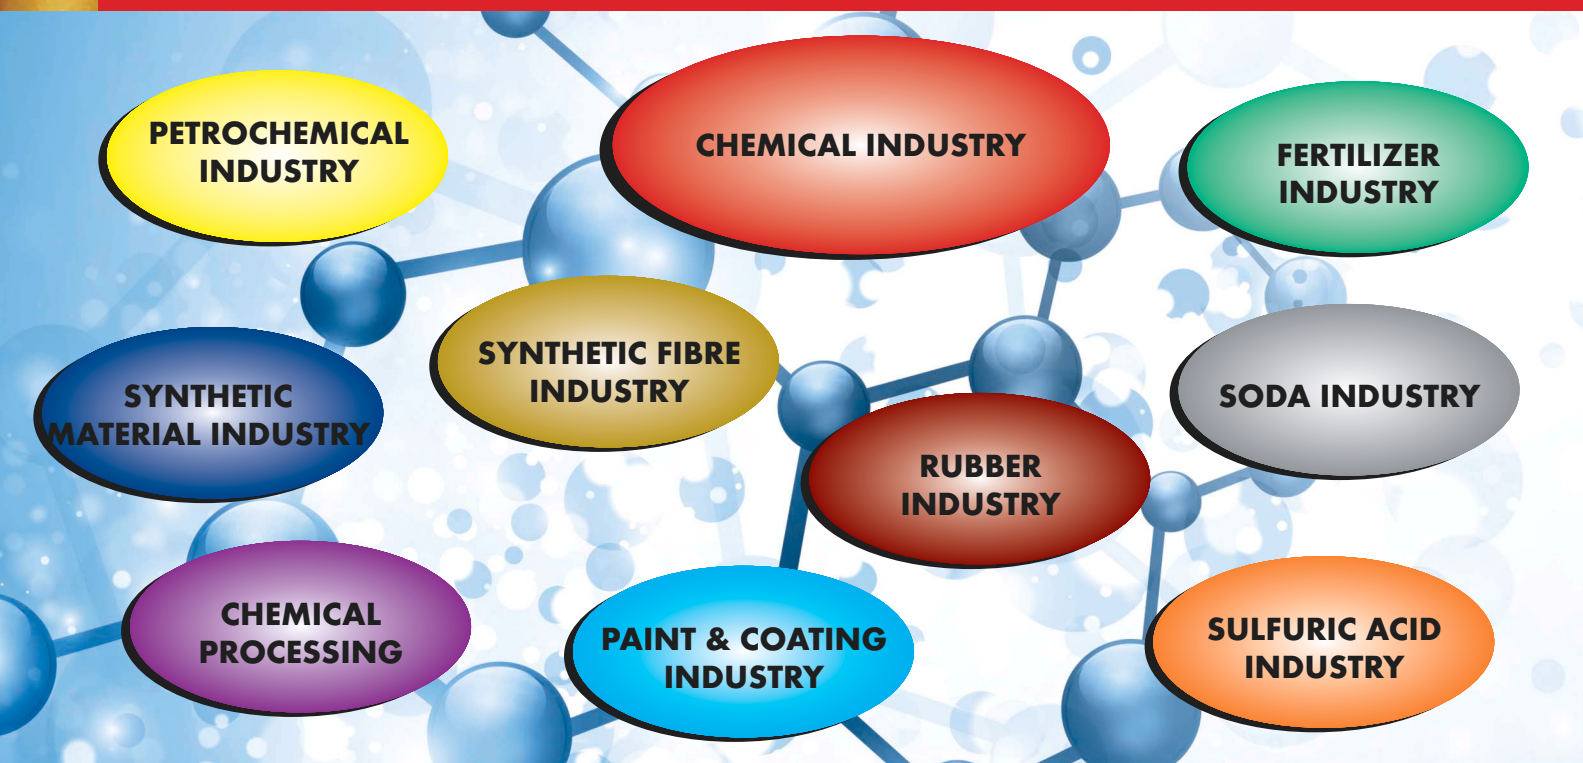 PETROCHEMICAL
INDUSTRY
CHEMICAL INDUSTRY
FERTILIZER
INDUSTRY
SYNTHETIC FIBRE
INDUSTRY
SYNTHETIC
MATERIAL INDUSTRY
SODA INDUSTRY
RUBBER
INDUSTRY
CHEMICAL
PROCESSING
PAINT & COATING
INDUSTRY
SULFURIC ACID
INDUSTRY